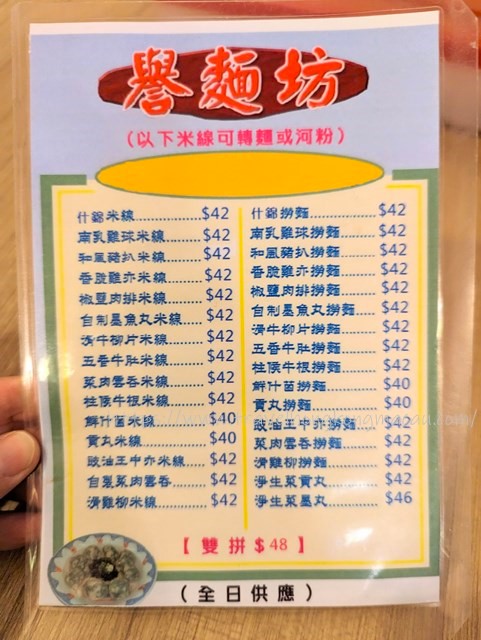 譽麵坊
(以下米線可轉麵或河粉)
什錦米線 $42
南乳雞球米線 $42
和風豬扒米線 $42
香脆雞亦米線 $42
椒鹽肉排米線 $42
自制墨魚丸米線 $42
滑牛柳片米線 $42
五香牛肚米線 $42
菜肉雲吞米線 $42
柱侯牛根米線 $42
鮮什菌米線 $40
貢丸米線 $40
豉油王中亦米線 $42
自製菜肉雲吞 $42
滑雞柳米線 $42
什錦撈麵 $42
南乳雞球撈麵 $42
和風豬扒撈麵 $42
香脆雞亦撈麵 $42
椒鹽肉排撈麵 $42
自制墨魚丸撈麵 $42
滑牛柳片撈麵 $42
五香牛肚撈麵 $42
柱侯牛根撈麵 $42
鮮什菌撈麵 $40
貢丸撈麵 $40
豉油王中亦撈麵 $42
菜肉雲吞撈麵 $42
滑雞柳撈麵 $42
淨生菜貢丸 $42
淨生菜墨丸 $46
【雙拼$48】
(全日供應)